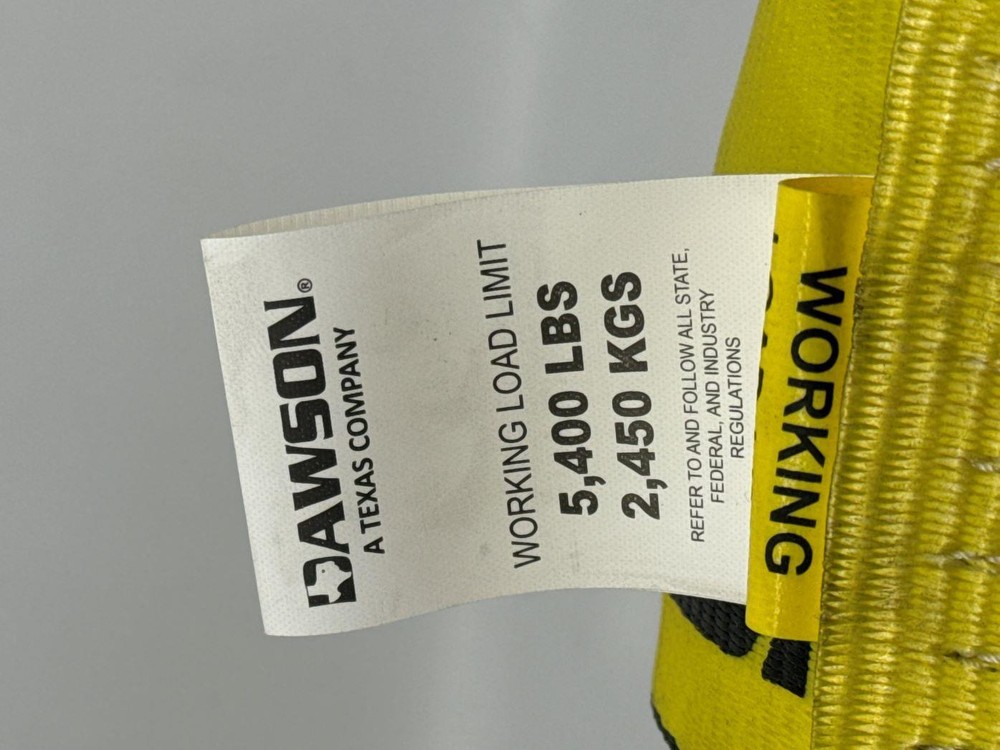 DAWSON®
A TEXAS COMPANY
WORKING LOAD LIMIT
5,400 LBS
2,450 KGS
REFER TO AND FOLLOW ALL STATE,
FEDERAL, AND INDUSTRY
REGULATIONS
WORKING